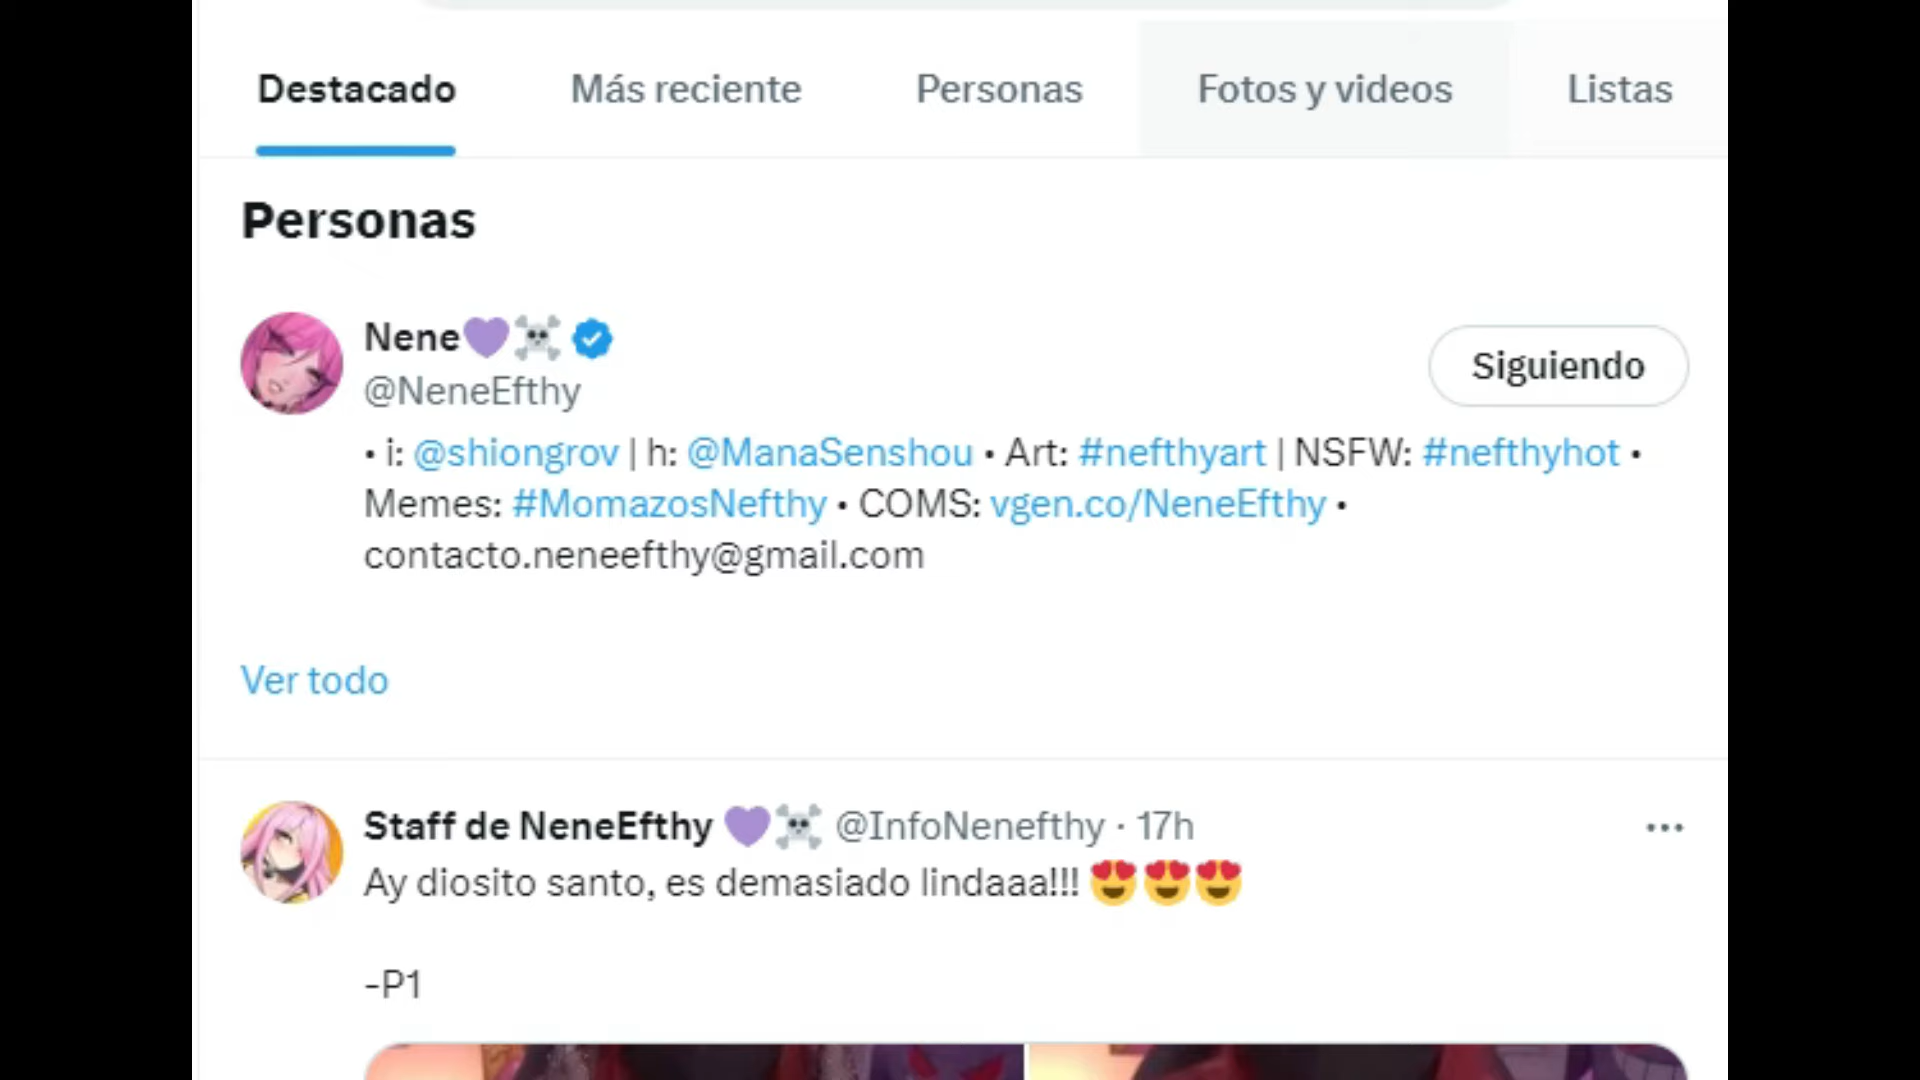 Destacado Más reciente Personas Fotos y videos Listas
Personas
Nene💜☠️
@NeneEfthy
Siguiendo
• i: @shiongrov | h: @ManaSenshou • Art: #nefthyart | NSFW: #nefthyhot •
Memes: #MomazosNefthy • COMS: vgen.co/NeneEfthy •
contacto.neneefthy@gmail.com
Ver todo
Staff de NeneEfthy 💜☠️ @InfoNenefthy · 17h
Ay diosito santo, es demasiado lindaaa!!! 😍😍😍
-P1